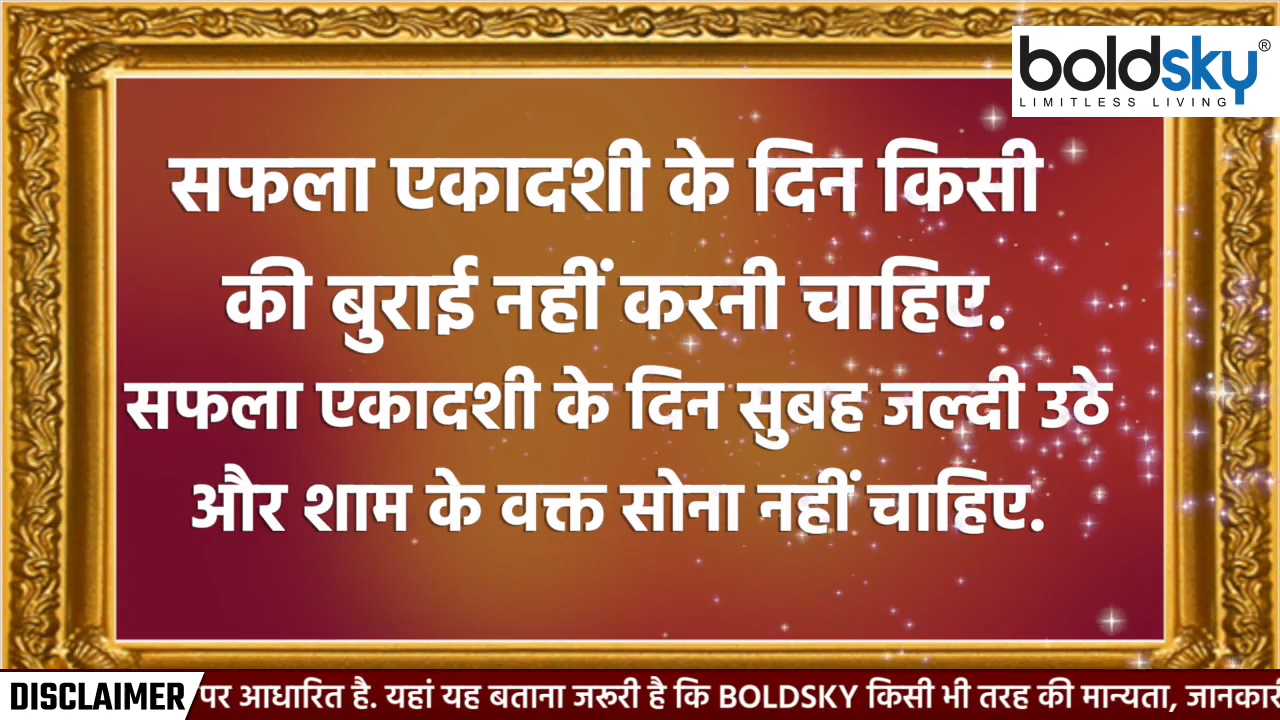 boldsky®
LIMITLESS LIVING
सफला एकादशी के दिन किसी
की बुराई नहीं करनी चाहिए.
सफला एकादशी के दिन सुबह जल्दी उठे
और शाम के वक्त सोना नहीं चाहिए.
DISCLAIMER पर आधारित है. यहां यह बताना जरूरी है कि BOLDSKY किसी भी तरह की मान्यता,